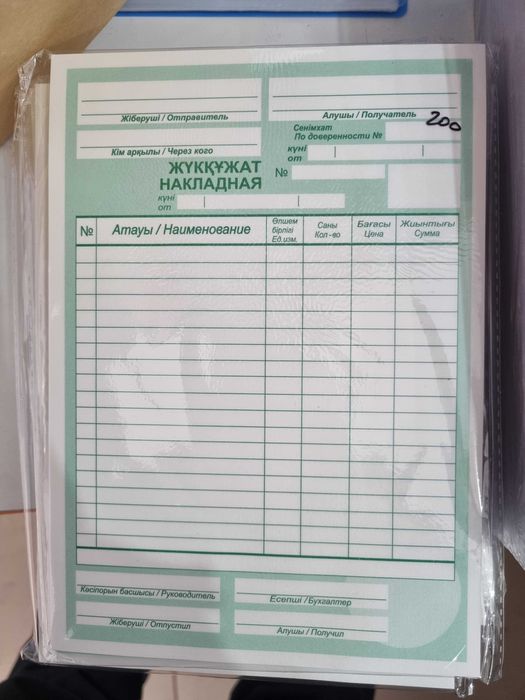 Жіберуші / Отправитель
Алушы / Получатель
200
Сенімхат
По доверенности №
Кім арқылы / Через кого
күні
от
ЖҮКҚҰЖАТ
НАКЛАДНАЯ
№
күні
от
№
Атауы / Наименование
Өлшем бірлігі Ед.изм.
Саны Кол-во
Бағасы Цена
Жиынтығы Сумма
Кәсіпорын басшысы / Руководитель
Есепші / Бухгалтер
Жіберуші / Отпустил
Алушы / Получил